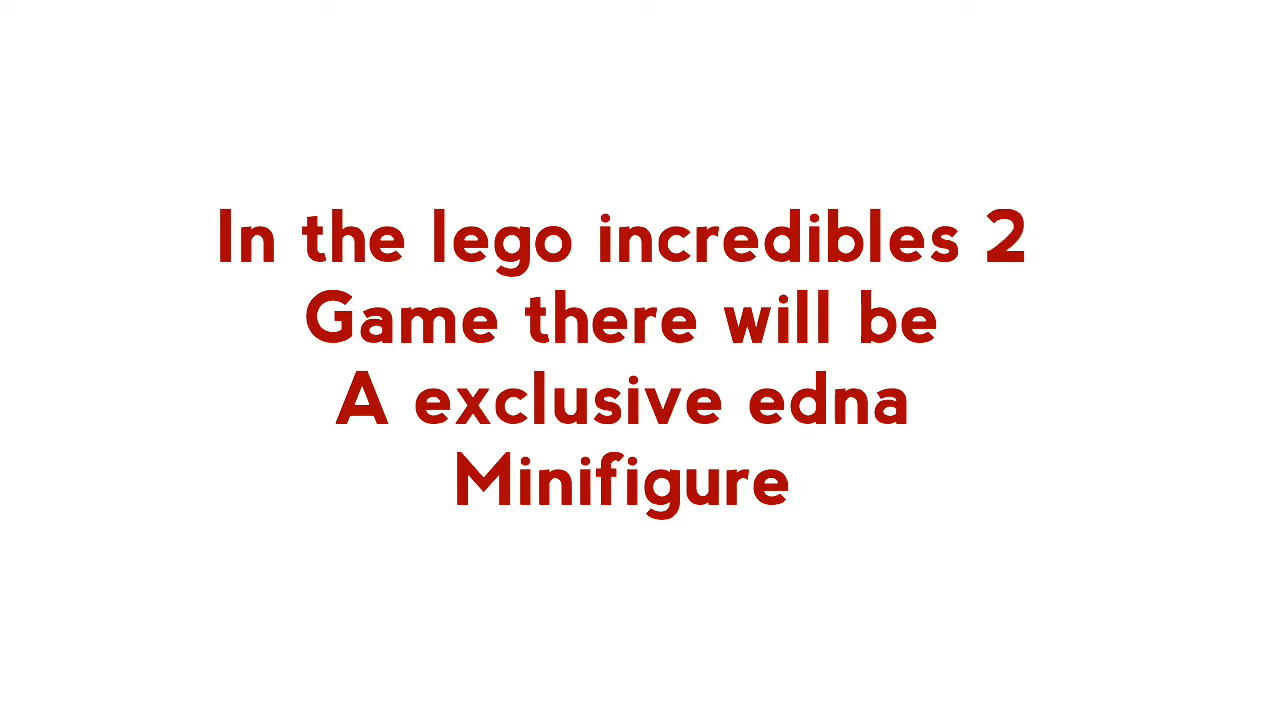 In the lego incredibles 2
Game there will be
A exclusive edna
Minifigure